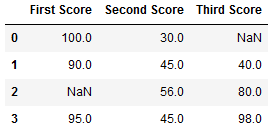 First Score Second Score Third Score
0 100.0 30.0 NaN
1 90.0 45.0 40.0
2 NaN 56.0 80.0
3 95.0 45.0 98.0